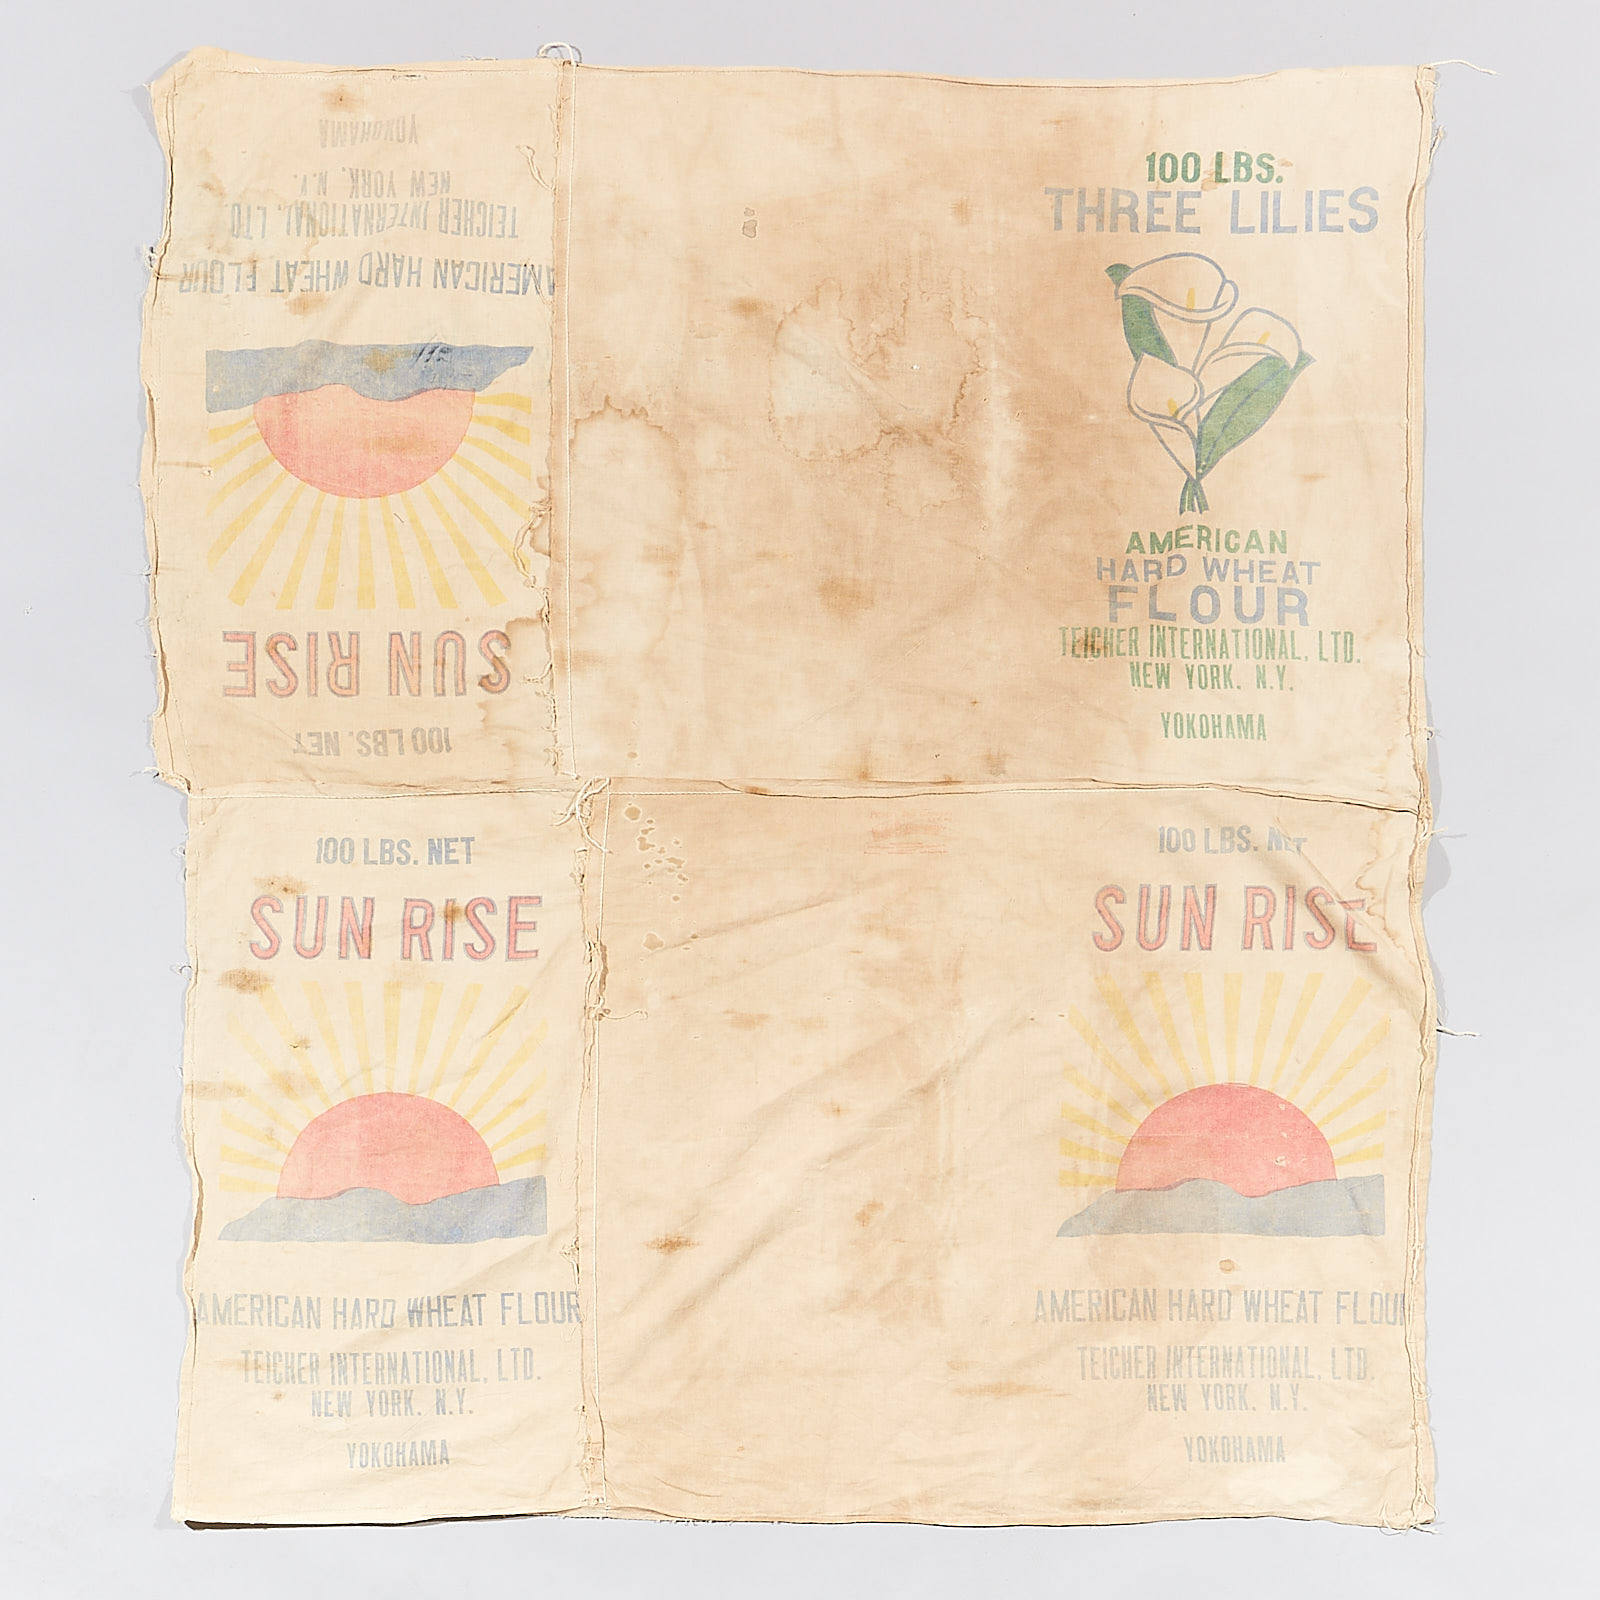 YOKOHAMA
NEW YORK, N.Y.
TEICHER INTERNATIONAL, LTD.
AMERICAN HARD WHEAT FLOUR
SUN RISE
100 LBS. NET
100 LBS.
THREE LILIES
AMERICAN
HARD WHEAT
FLOUR
TEICHER INTERNATIONAL, LTD.
NEW YORK. N.Y.
YOKOHAMA
100 LBS. NET
SUN RISE
AMERICAN HARD WHEAT FLOUR
TEICHER INTERNATIONAL, LTD.
NEW YORK. N.Y.
YOKOHAMA
100 LBS. NET
SUN RISE
AMERICAN HARD WHEAT FLOUR
TEICHER INTERNATIONAL, LTD.
NEW YORK. N.Y.
YOKOHAMA